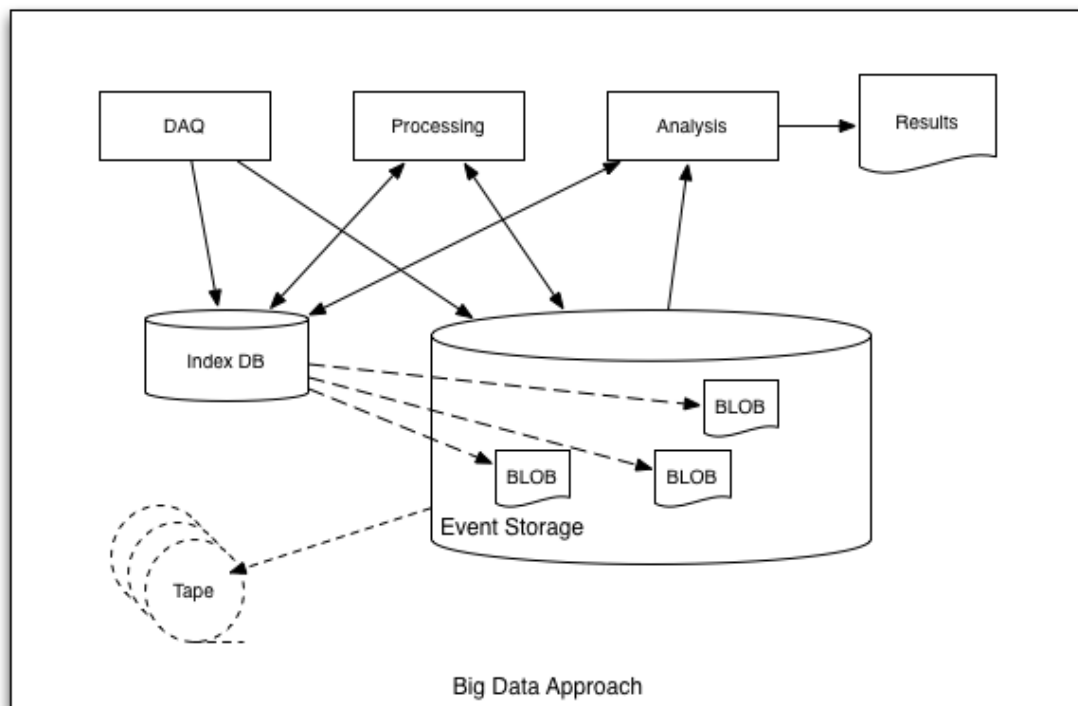 DAQ
Processing
Analysis
Results
Index DB
BLOB
BLOB
BLOB
Event Storage
Tape
Big Data Approach